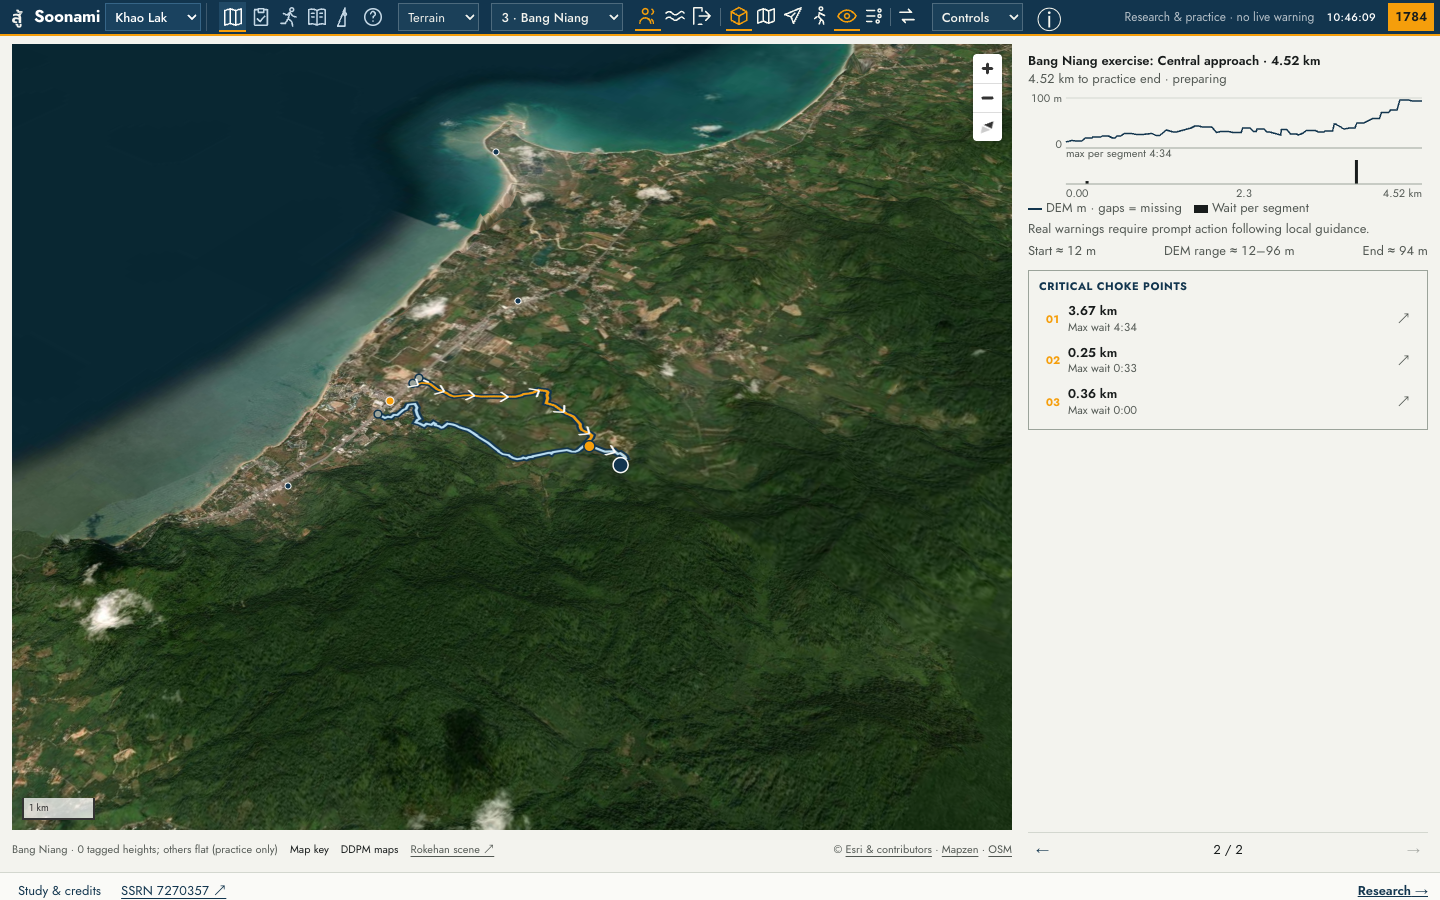 สึ Soonami Khao Lak Terrain 3 · Bang Niang Controls Research & practice · no live warning 10:46:09 1784
Bang Niang exercise: Central approach · 4.52 km
4.52 km to practice end · preparing
100 m
0
max per segment 4:34
0.00 2.3 4.52 km
DEM m · gaps = missing Wait per segment
Real warnings require prompt action following local guidance.
Start ≈ 12 m DEM range ≈ 12–96 m End ≈ 94 m
CRITICAL CHOKE POINTS
01 3.67 km ↗
Max wait 4:34
02 0.25 km ↗
Max wait 0:33
03 0.36 km ↗
Max wait 0:00
1 km
Bang Niang · 0 tagged heights; others flat (practice only) Map key DDPM maps Rokehan scene ↗ © Esri & contributors · Mapzen · OSM
← 2 / 2 →
Study & credits SSRN 7270357 ↗ Research →